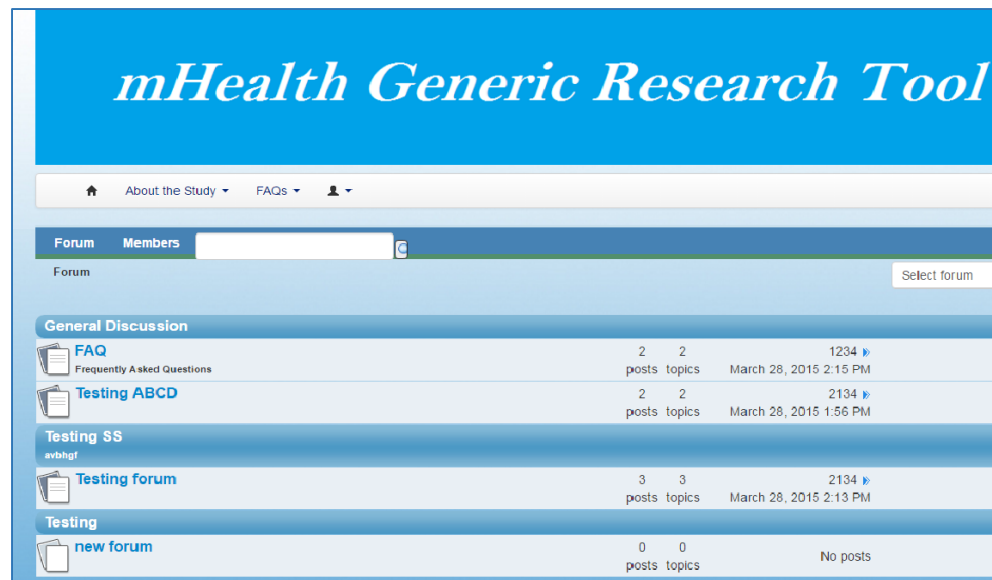 mHealth Generic Research Tool
About the Study FAQs
Forum Members
Forum
Select forum
General Discussion
FAQ 2 2 1234
Frequently Asked Questions posts topics March 28, 2015 2:15 PM
Testing ABCD 2 2 2134
posts topics March 28, 2015 1:56 PM
Testing SS
avbhgf
Testing forum 3 3 2134
posts topics March 28, 2015 2:13 PM
Testing
new forum 0 0 No posts
posts topics